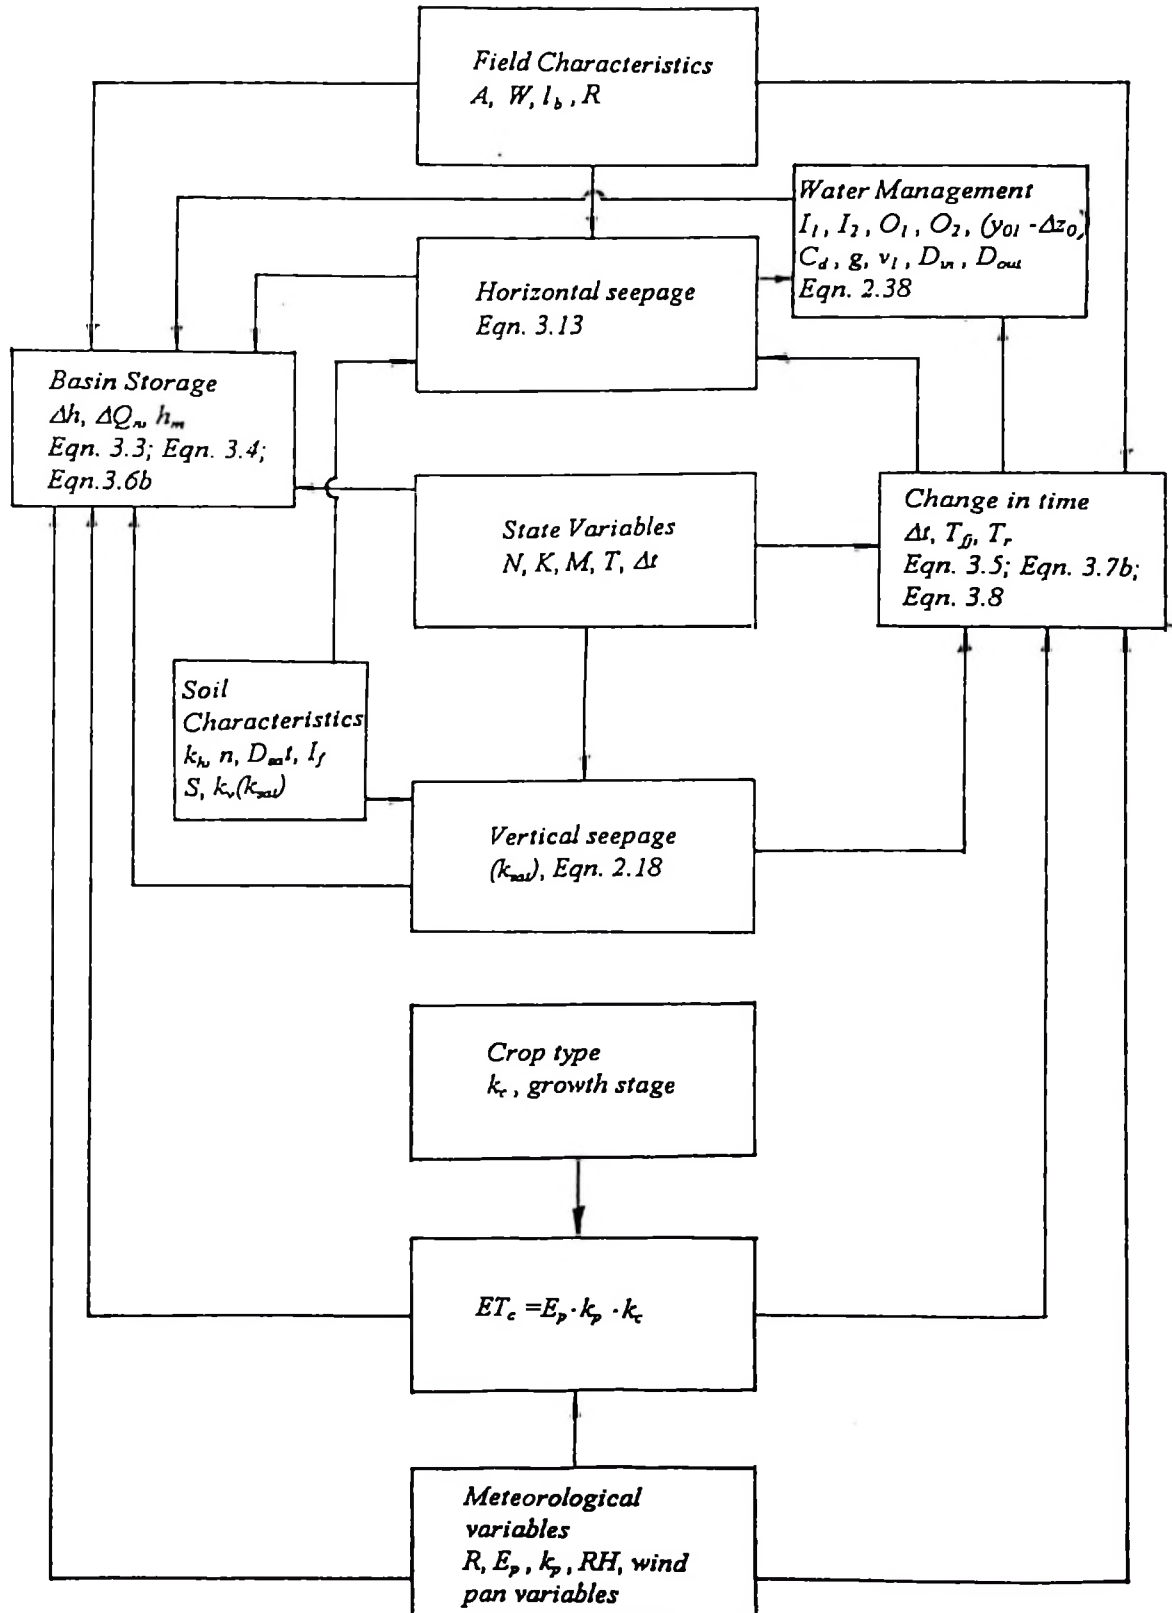 Field Characteristics
A, W, l_b, R
Water Management
I_1, I_2, O_1, O_2, (y_01 - Δz_0)
C_d, g, v_1, D_in, D_out
Eqn. 2.38
Horizontal seepage
Eqn. 3.13
Basin Storage
Δh, ΔQ_n, h_m
Eqn. 3.3; Eqn. 3.4;
Eqn.3.6b
State Variables
N, K, M, T, Δt
Change in time
Δt, T_fj, T_r
Eqn. 3.5; Eqn. 3.7b;
Eqn. 3.8
Soil
Characteristics
k_h, n, D_sat, I_f
S, k_v(k_sat)
Vertical seepage
(k_sat), Eqn. 2.18
Crop type
k_c, growth stage
ET_c =E_p·k_p·k_c
Meteorological
variables
R, E_p, k_p, RH, wind
pan variables